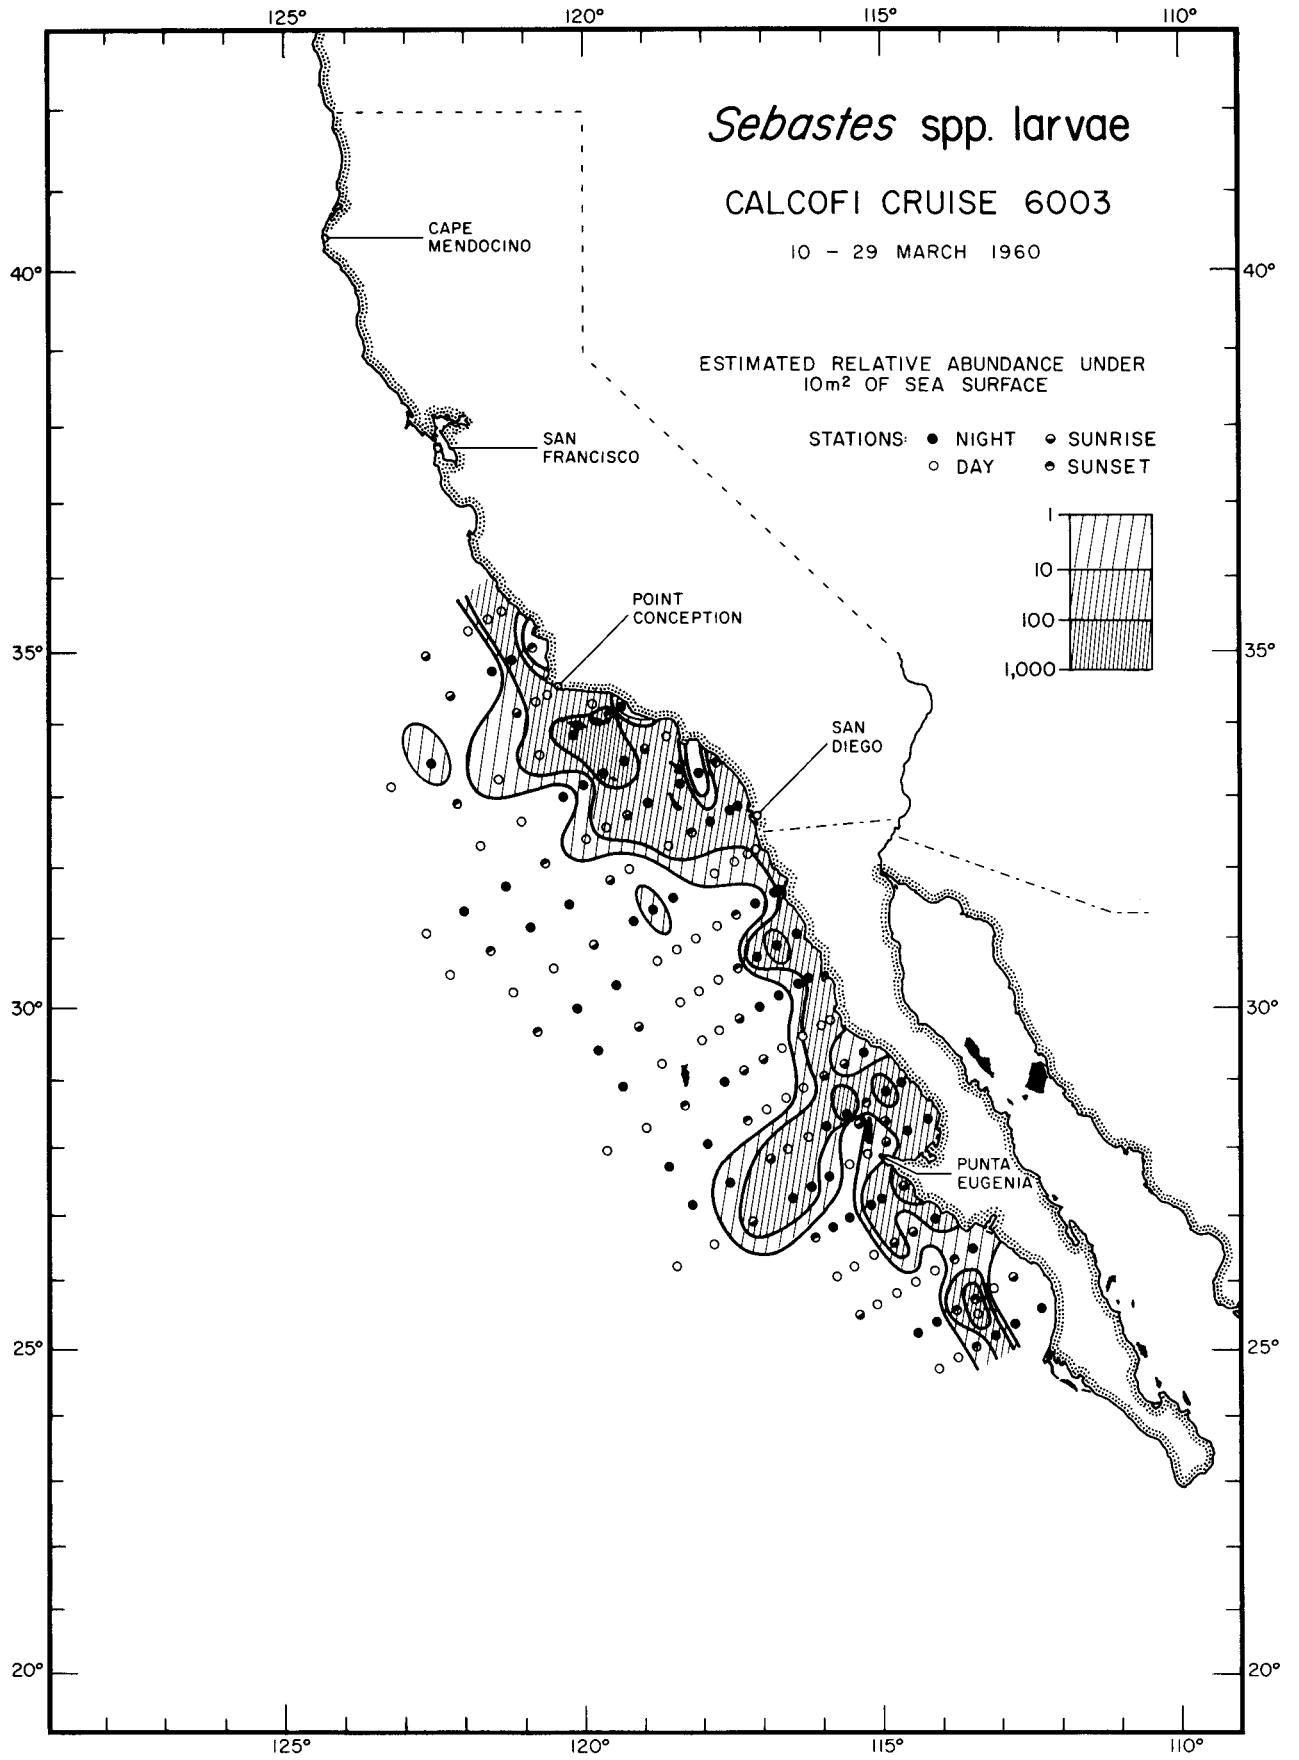 125° 120° 115° 110°
Sebastes spp. larvae
CALCOFI CRUISE 6003
10 – 29 MARCH 1960
CAPE
MENDOCINO
40° 40°
ESTIMATED RELATIVE ABUNDANCE UNDER
10m² OF SEA SURFACE
STATIONS: ● NIGHT SUNRISE
○ DAY SUNSET
SAN
FRANCISCO
1
10
100
1,000
POINT
CONCEPTION
35° 35°
SAN
DIEGO
30° 30°
PUNTA
EUGENIA
25° 25°
20° 20°
125° 120° 115° 110°